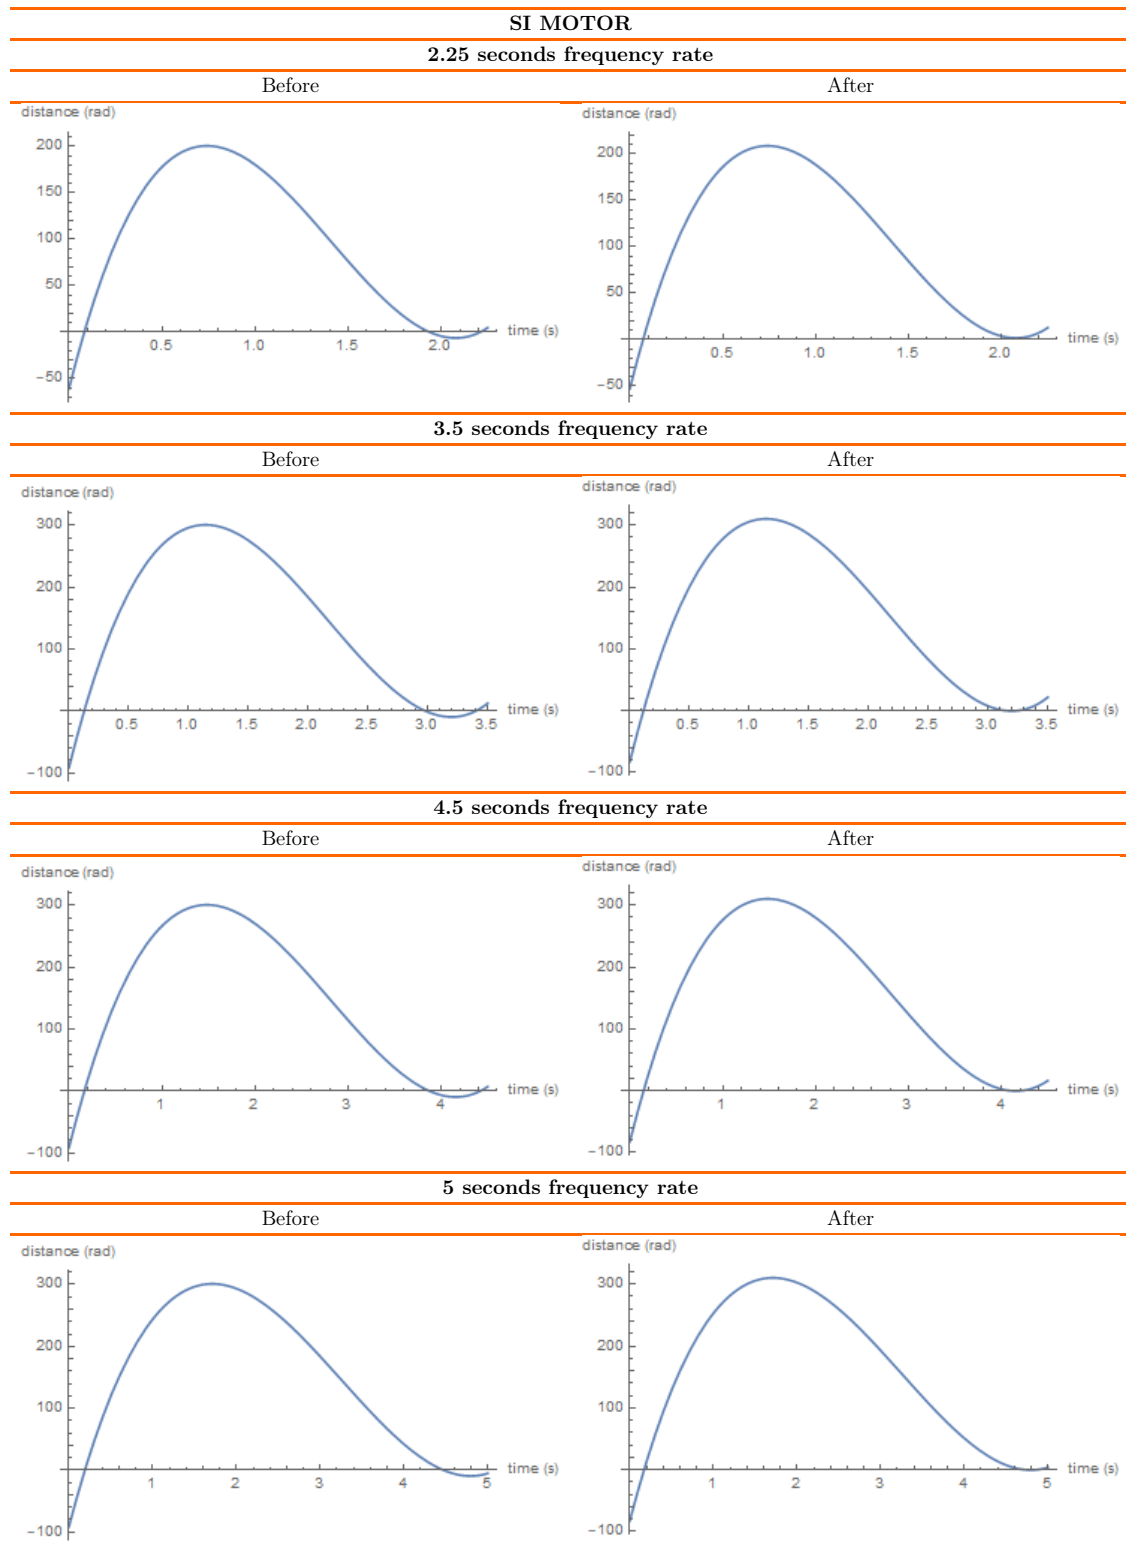 SI MOTOR
2.25 seconds frequency rate
Before After
distance (rad) distance (rad)
200 200
150 150
100 100
50 50
time (s) time (s)
0.5 1.0 1.5 2.0 0.5 1.0 1.5 2.0
−50 −50
3.5 seconds frequency rate
Before After
distance (rad) distance (rad)
300 300
200 200
100 100
time (s) time (s)
0.5 1.0 1.5 2.0 2.5 3.0 3.5 0.5 1.0 1.5 2.0 2.5 3.0 3.5
−100 −100
4.5 seconds frequency rate
Before After
distance (rad) distance (rad)
300 300
200 200
100 100
time (s) time (s)
1 2 3 4 1 2 3 4
−100 −100
5 seconds frequency rate
Before After
distance (rad) distance (rad)
300 300
200 200
100 100
time (s) time (s)
1 2 3 4 5 1 2 3 4 5
−100 −100